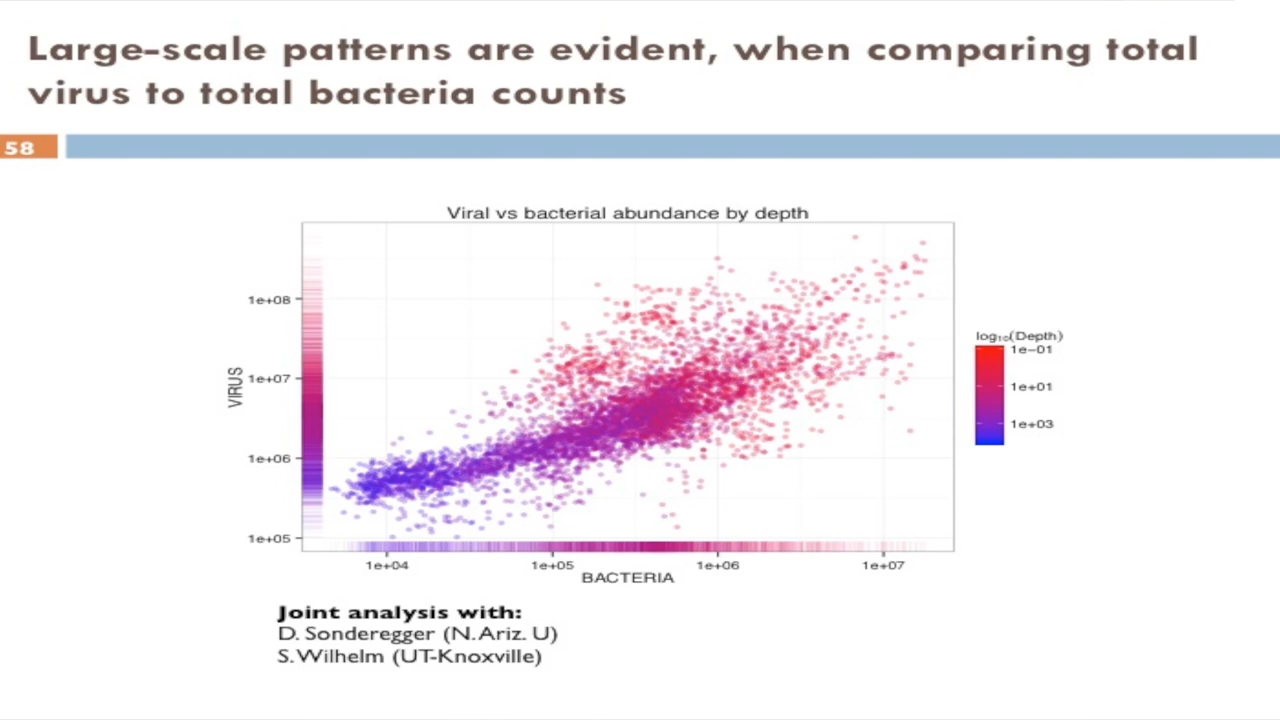 Large-scale patterns are evident, when comparing total
virus to total bacteria counts
58
Viral vs bacterial abundance by depth
VIRUS
1e+08
1e+07
1e+06
1e+05
1e+04
1e+05
1e+06
1e+07
BACTERIA
log₁₀(Depth)
1e−01
1e+01
1e+03
Joint analysis with:
D. Sonderegger (N. Ariz. U)
S. Wilhelm (UT-Knoxville)